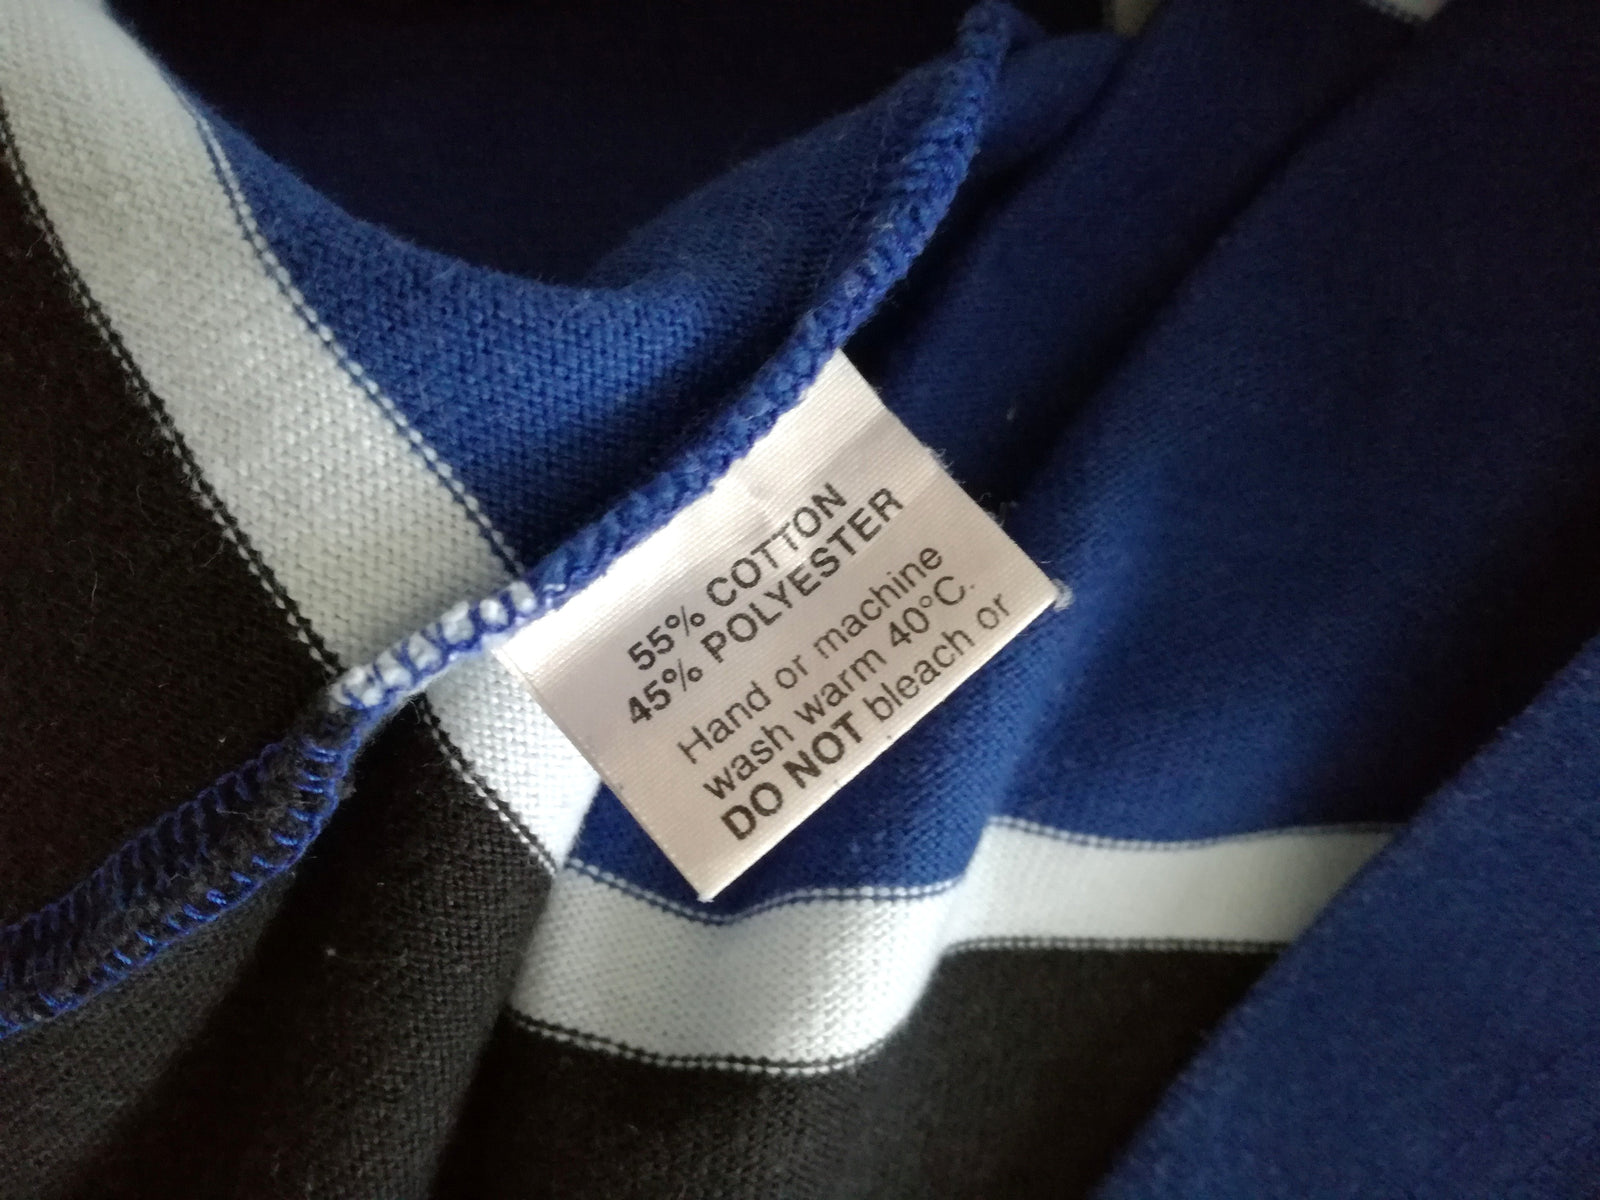 55% COTTON
45% POLYESTER
Hand or machine
wash warm 40°C.
DO NOT bleach or